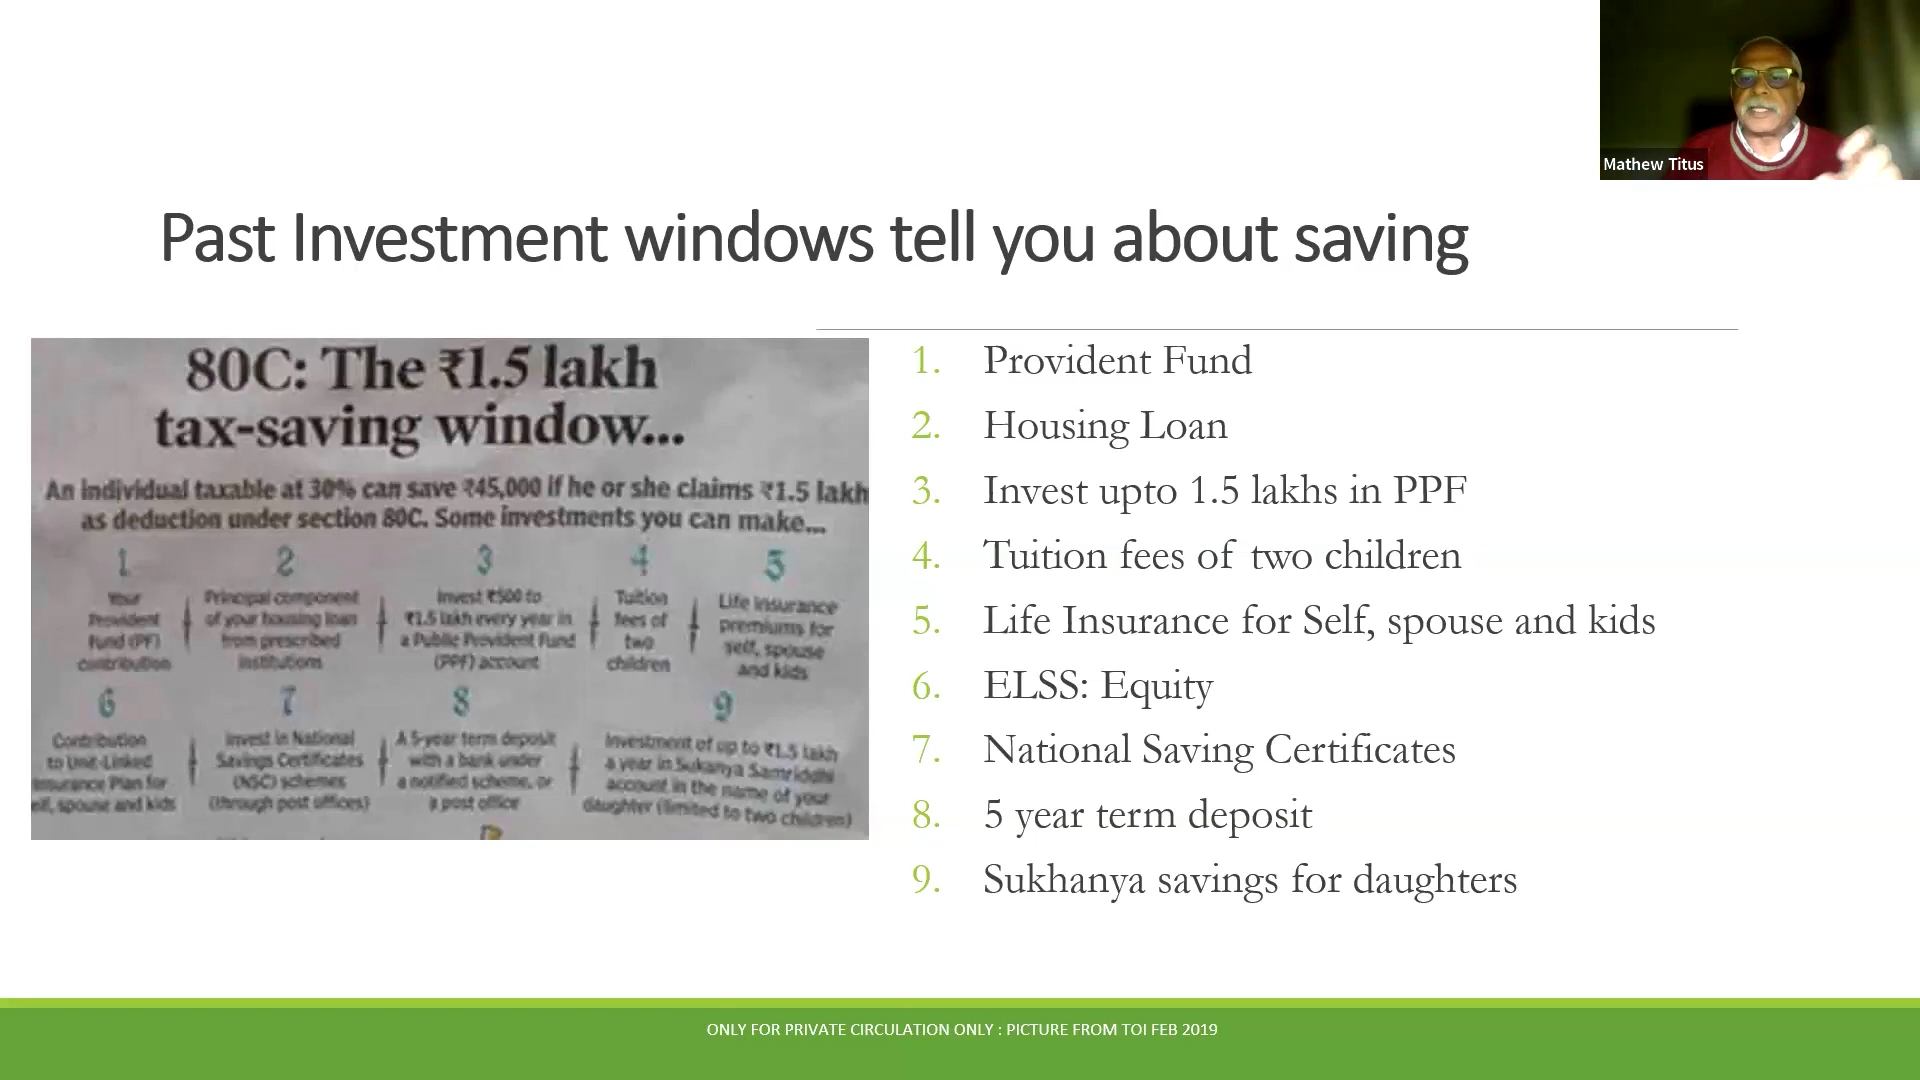 Mathew Titus
Past Investment windows tell you about saving
80C: The ₹1.5 lakh
tax-saving window...
An individual taxable at 30% can save ₹45,000 if he or she claims ₹1.5 lakh
as deduction under section 80C. Some investments you can make...
1
Your
Provident
Fund (PF)
contribution
2
Principal component
of your housing loan
from prescribed
institutions
3
Invest ₹500 to
₹1.5 lakh every year in
a Public Provident Fund
(PPF) account
4
Tuition
fees of
two
children
5
Life insurance
premiums for
self, spouse
and kids
6
Contribution
to Unit-Linked
Insurance Plan for
self, spouse and kids
7
Invest in National
Savings Certificates
(NSC) schemes
(through post offices)
8
A 5-year term deposit
with a bank under
a notified scheme, or
a post office
9
Investment of up to ₹1.5 lakh
a year in Sukanya Samriddhi
account in the name of your
daughter (limited to two children)
1. Provident Fund
2. Housing Loan
3. Invest upto 1.5 lakhs in PPF
4. Tuition fees of two children
5. Life Insurance for Self, spouse and kids
6. ELSS: Equity
7. National Saving Certificates
8. 5 year term deposit
9. Sukhanya savings for daughters
ONLY FOR PRIVATE CIRCULATION ONLY : PICTURE FROM TOI FEB 2019